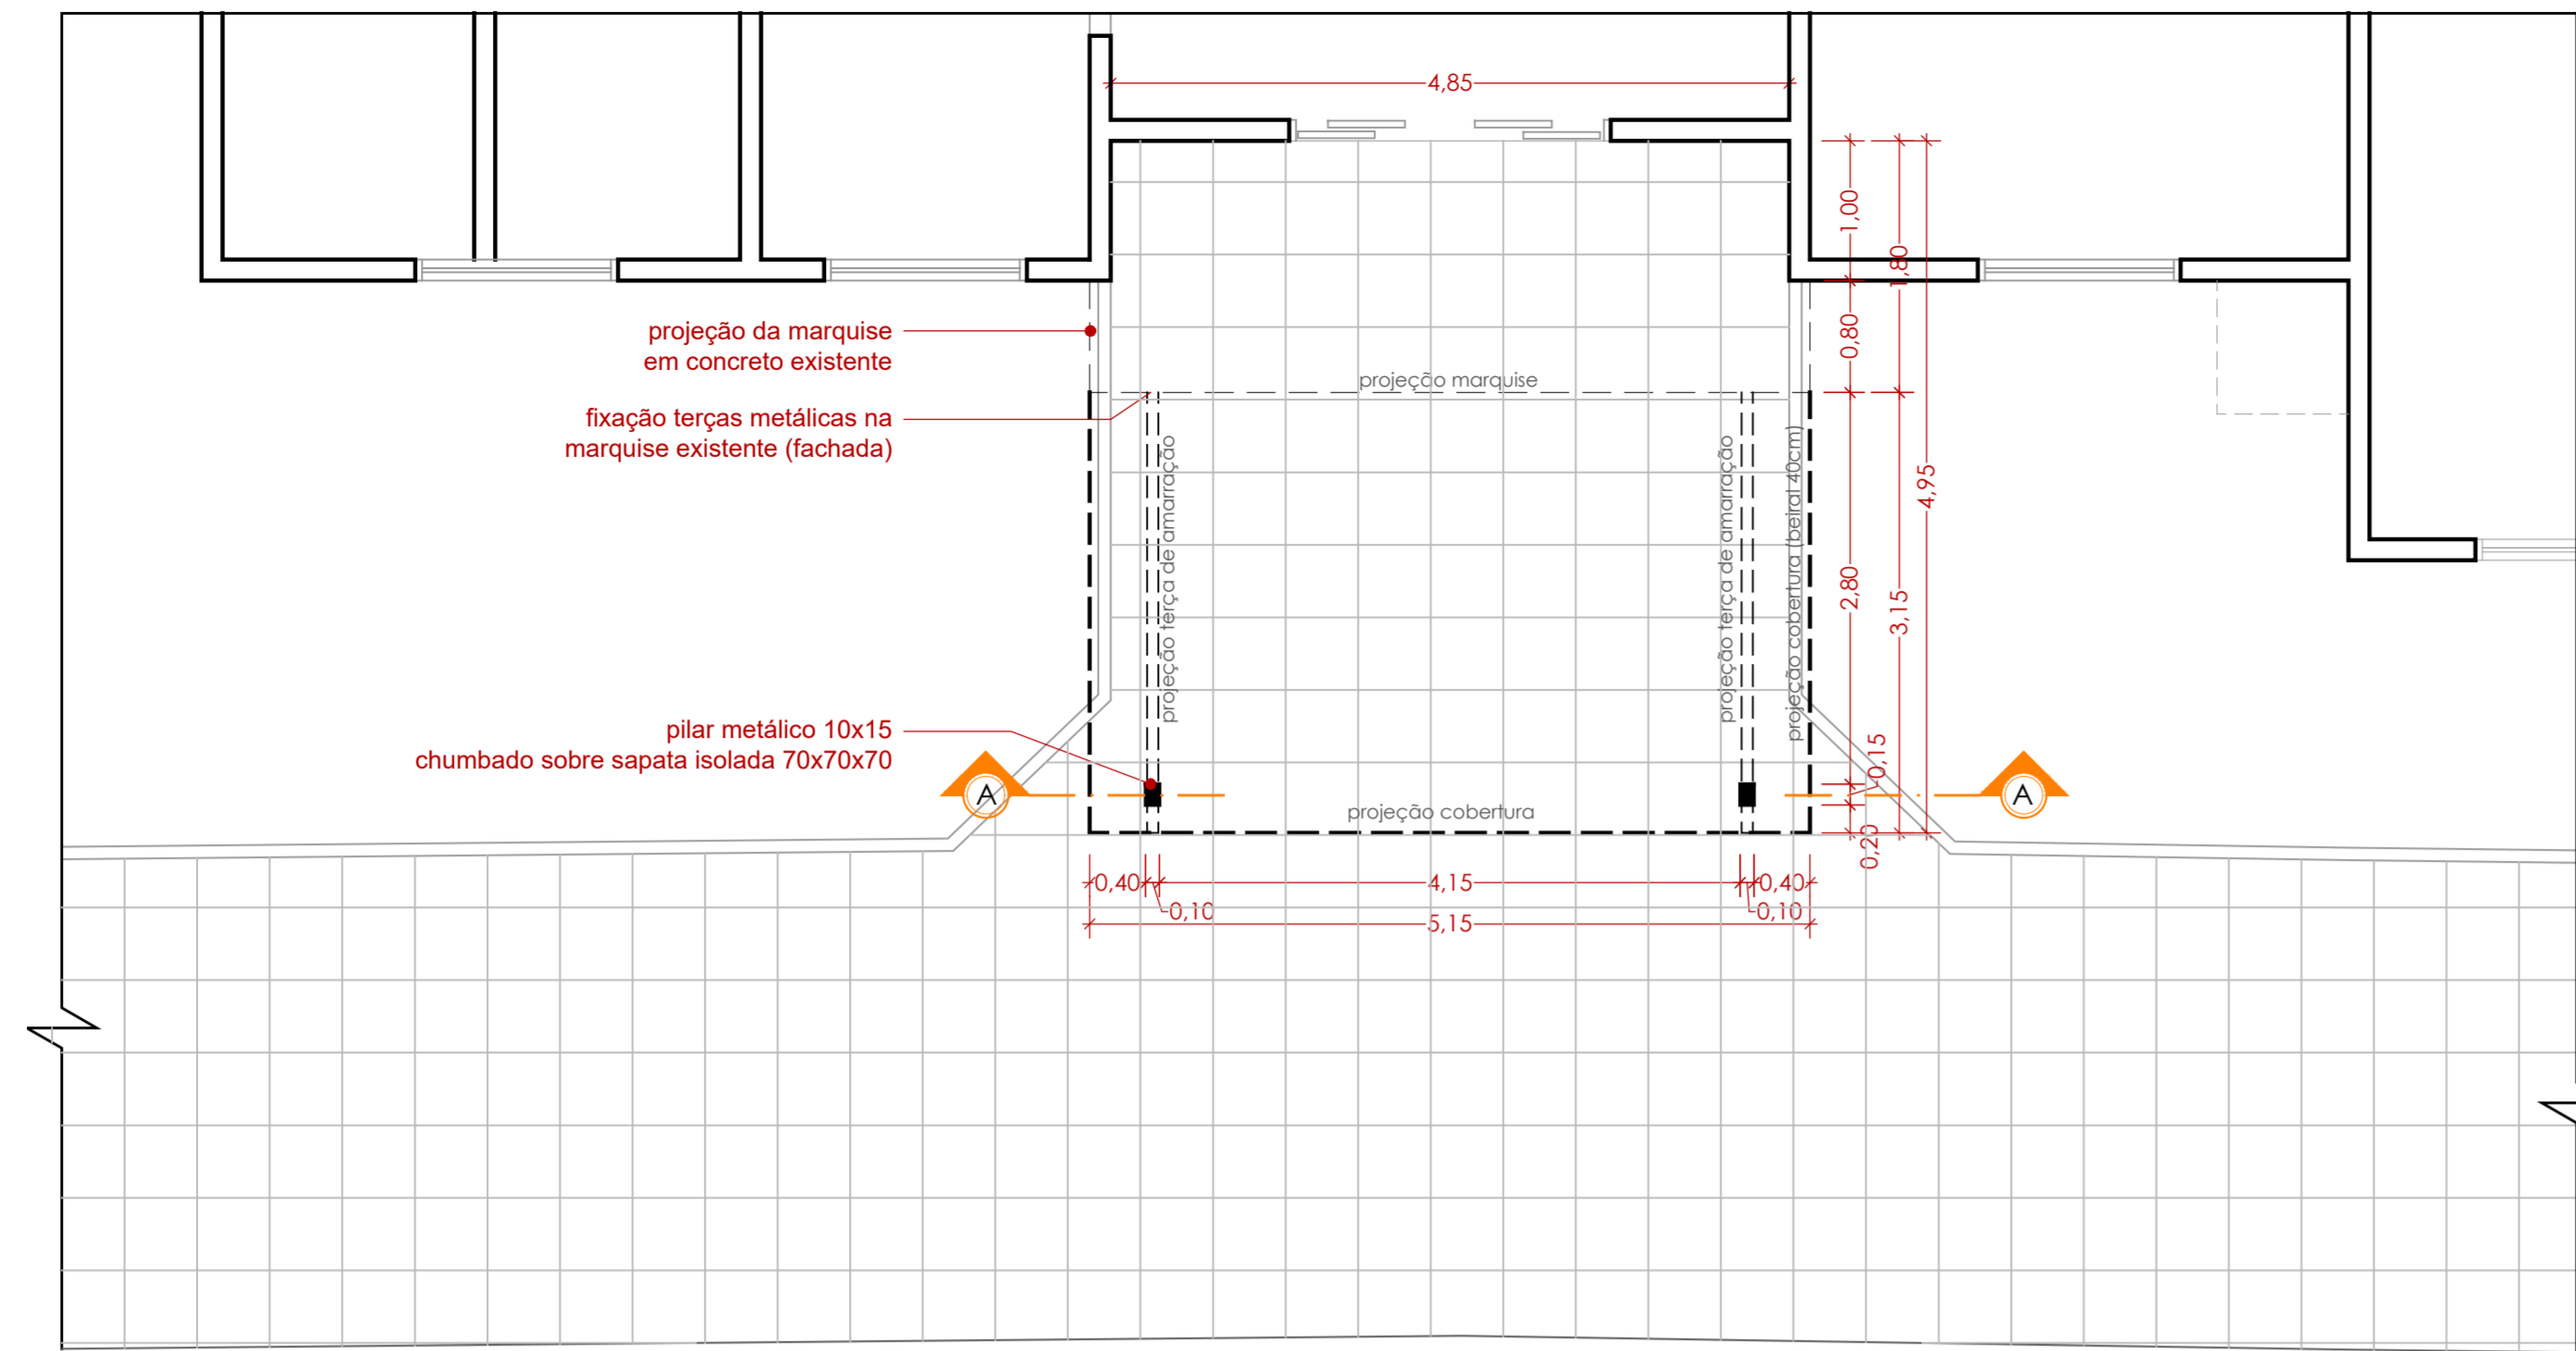 4,85
1,00
1,80
projeção da marquise
em concreto existente
0,80
projeção marquise
fixação terças metálicas na
marquise existente (fachada)
projeção terça de amarração
projeção terça de amarração
projeção cobertura (beiral 40cm)
4,95
2,80
3,15
pilar metálico 10x15
chumbado sobre sapata isolada 70x70x70
0,15
A
A
projeção cobertura
0,20
0,40
4,15
0,40
0,10
0,10
5,15